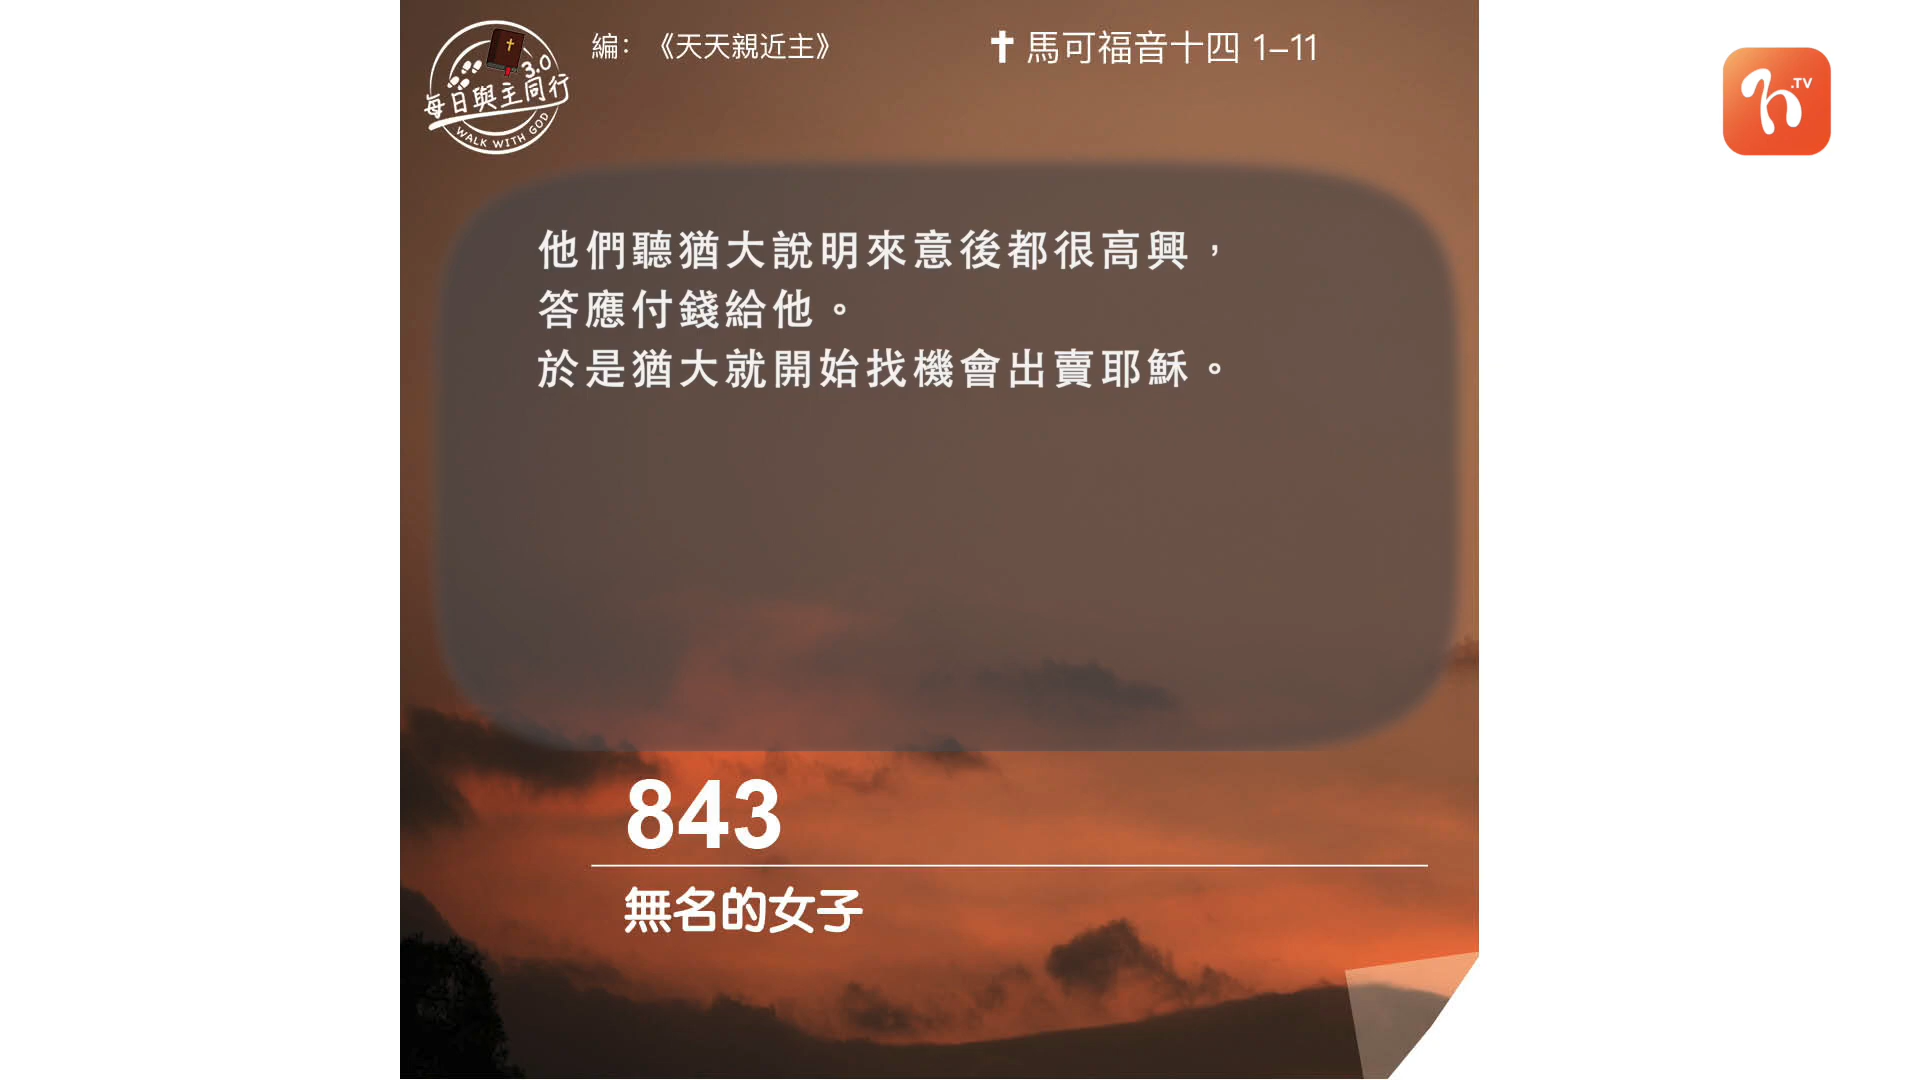 3.0
每日與主同行
WALK WITH GOD
編：《天天親近主》
✝ 馬可福音十四 1–11
.TV
他們聽猶大說明來意後都很高興，
答應付錢給他。
於是猶大就開始找機會出賣耶穌。
843
無名的女子